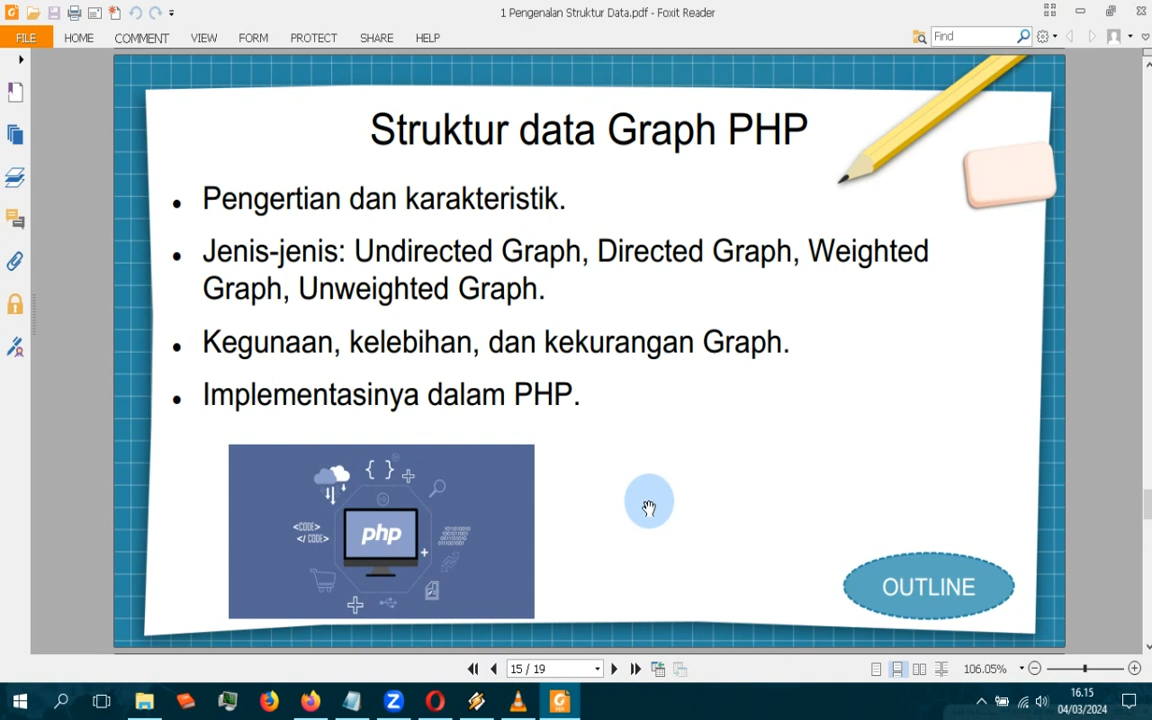 1 Pengenalan Struktur Data.pdf - Foxit Reader
FILE HOME COMMENT VIEW FORM PROTECT SHARE HELP
Find
Struktur data Graph PHP
Pengertian dan karakteristik.
Jenis-jenis: Undirected Graph, Directed Graph, Weighted
Graph, Unweighted Graph.
Kegunaan, kelebihan, dan kekurangan Graph.
Implementasinya dalam PHP.
{ }
<CODE>
</ CODE>
php
OUTLINE
15 / 19
106.05%
16.15
04/03/2024